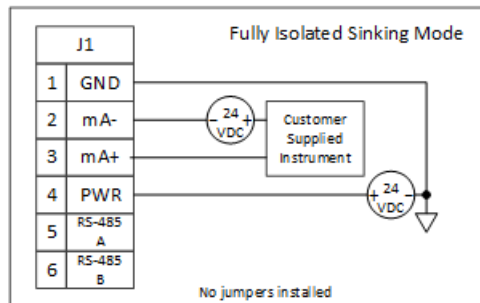 Fully Isolated Sinking Mode
J1
1 GND
2 mA-
3 mA+
4 PWR
5 RS-485
A
6 RS-485
B
- 24 +
VDC
Customer
Supplied
Instrument
+ 24 -
VDC
No jumpers installed